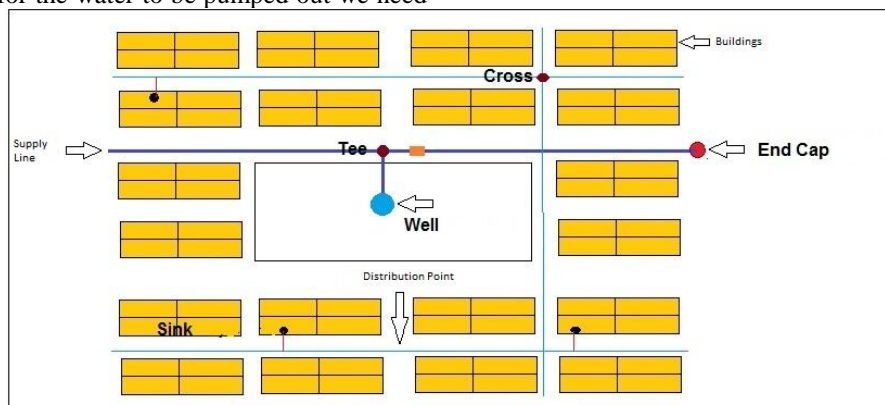 for the water to be pumped out we need
Buildings
Cross
Supply
Line
Tee
End Cap
Well
Distribution Point
Sink